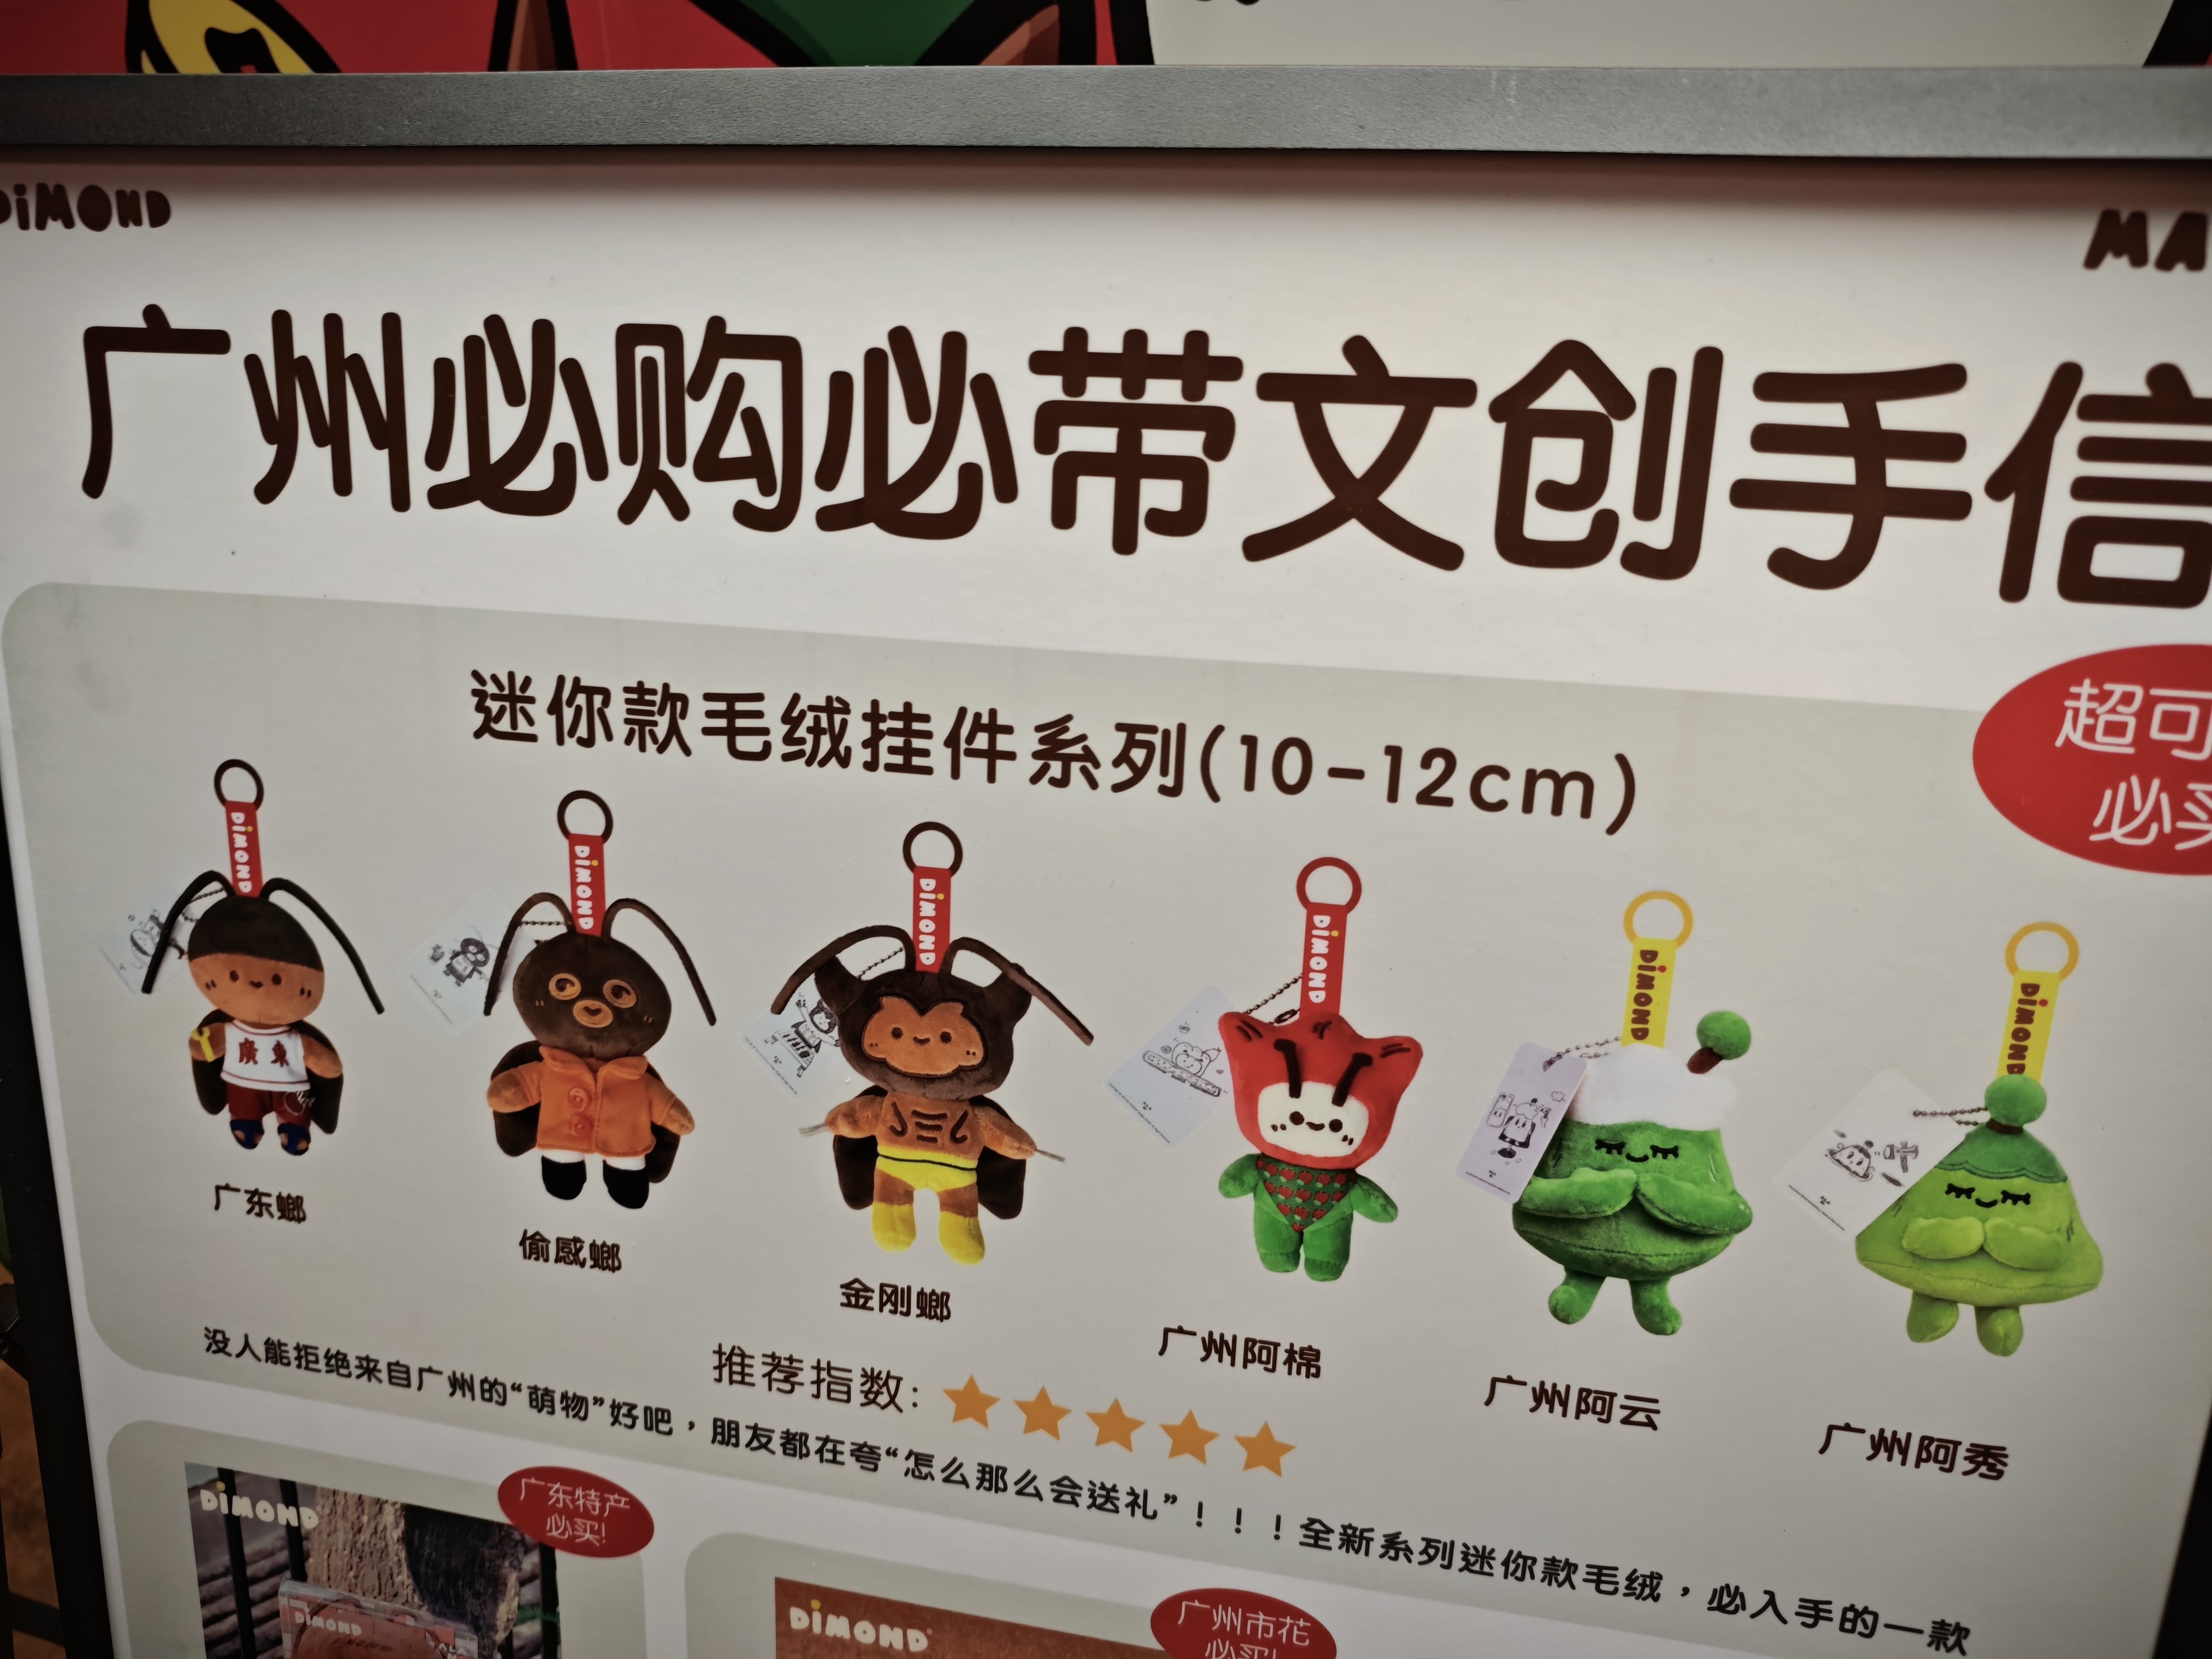 DiMOND
MA
广州必购必带文创手信
超可
必买
迷你款毛绒挂件系列(10-12cm)
DiMOND
DiMOND
DiMOND
DiMOND
DiMOND
DiMOND
廣東
广东螂
偷感螂
金刚螂
广州阿棉
广州阿云
广州阿秀
推荐指数:
没人能拒绝来自广州的“萌物”好吧，朋友都在夸“怎么那么会送礼”！！！全新系列迷你款毛绒，必入手的一款
DiMOND
广东特产
必买!
DiMOND
DiMOND
广州市花
必买!